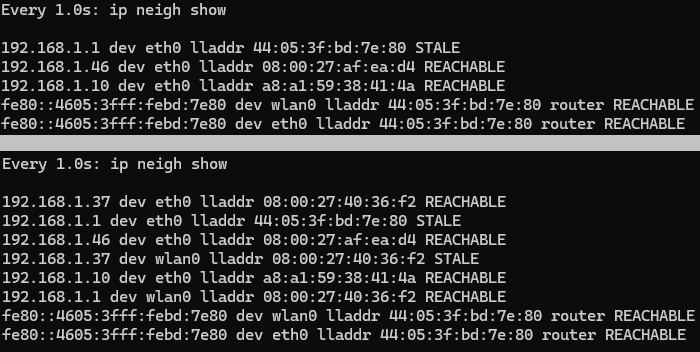 Every 1.0s: ip neigh show
192.168.1.1 dev eth0 lladdr 44:05:3f:bd:7e:80 STALE
192.168.1.46 dev eth0 lladdr 08:00:27:af:ea:d4 REACHABLE
192.168.1.10 dev eth0 lladdr a8:a1:59:38:41:4a REACHABLE
fe80::4605:3fff:febd:7e80 dev wlan0 lladdr 44:05:3f:bd:7e:80 router REACHABLE
fe80::4605:3fff:febd:7e80 dev eth0 lladdr 44:05:3f:bd:7e:80 router REACHABLE
Every 1.0s: ip neigh show
192.168.1.37 dev eth0 lladdr 08:00:27:40:36:f2 REACHABLE
192.168.1.1 dev eth0 lladdr 44:05:3f:bd:7e:80 STALE
192.168.1.46 dev eth0 lladdr 08:00:27:af:ea:d4 REACHABLE
192.168.1.37 dev wlan0 lladdr 08:00:27:40:36:f2 STALE
192.168.1.10 dev eth0 lladdr a8:a1:59:38:41:4a REACHABLE
192.168.1.1 dev wlan0 lladdr 08:00:27:40:36:f2 REACHABLE
fe80::4605:3fff:febd:7e80 dev wlan0 lladdr 44:05:3f:bd:7e:80 router REACHABLE
fe80::4605:3fff:febd:7e80 dev eth0 lladdr 44:05:3f:bd:7e:80 router REACHABLE